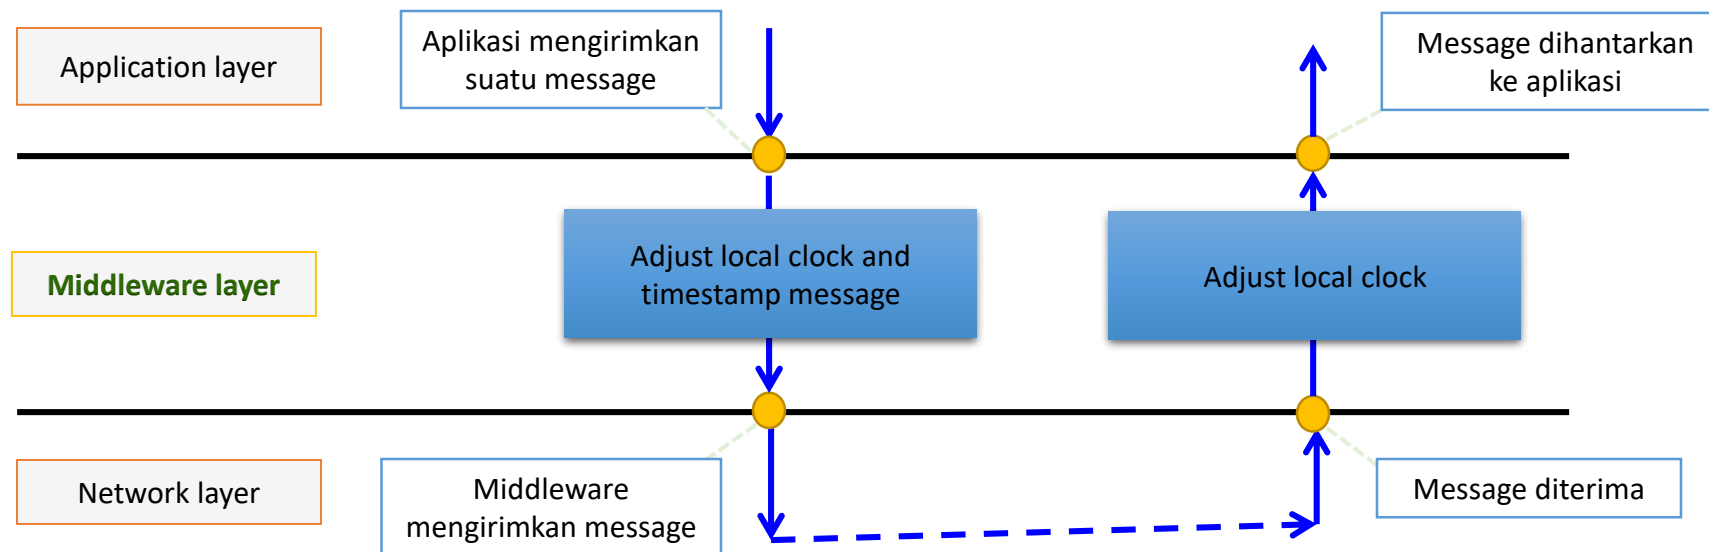 Application layer
Aplikasi mengirimkan
suatu message
Message dihantarkan
ke aplikasi
Middleware layer
Adjust local clock and
timestamp message
Adjust local clock
Network layer
Middleware
mengirimkan message
Message diterima